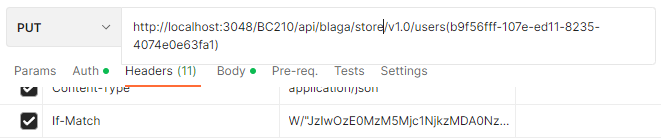 PUT
http://localhost:3048/BC210/api/blaga/store/v1.0/users(b9f56fff-107e-ed11-8235-
4074e0e63fa1)
Params Auth Headers (11) Body Pre-req. Tests Settings
Content-Type application/json
If-Match W/"JzIwOzE0MzM5Mjc1NjkzMDA0Nz...